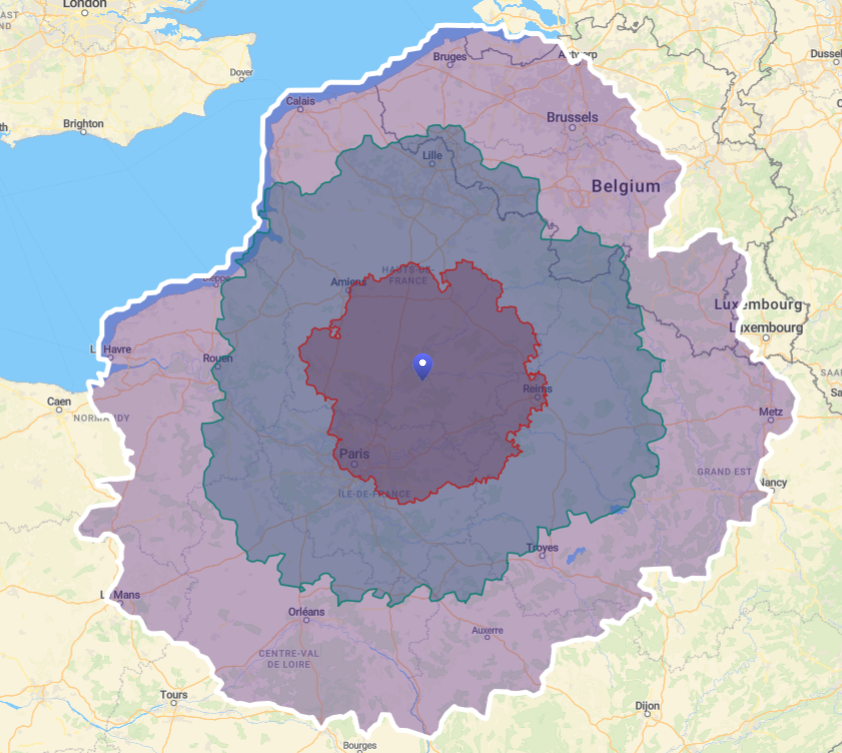 London
EAST
Dover
Brighton
Calais
Bruges
Antwerp
Brussels
Lille
Belgium
Dieppe
Amiens
HAUTS-DE-
FRANCE
Luxembourg
Luxembourg
Le Havre
Rouen
Reims
Caen
NORMANDY
Metz
Paris
ÎLE-DE-FRANCE
GRAND EST
Nancy
Troyes
Le Mans
Orléans
Auxerre
CENTRE-VAL
DE LOIRE
Tours
Dijon
Bourges